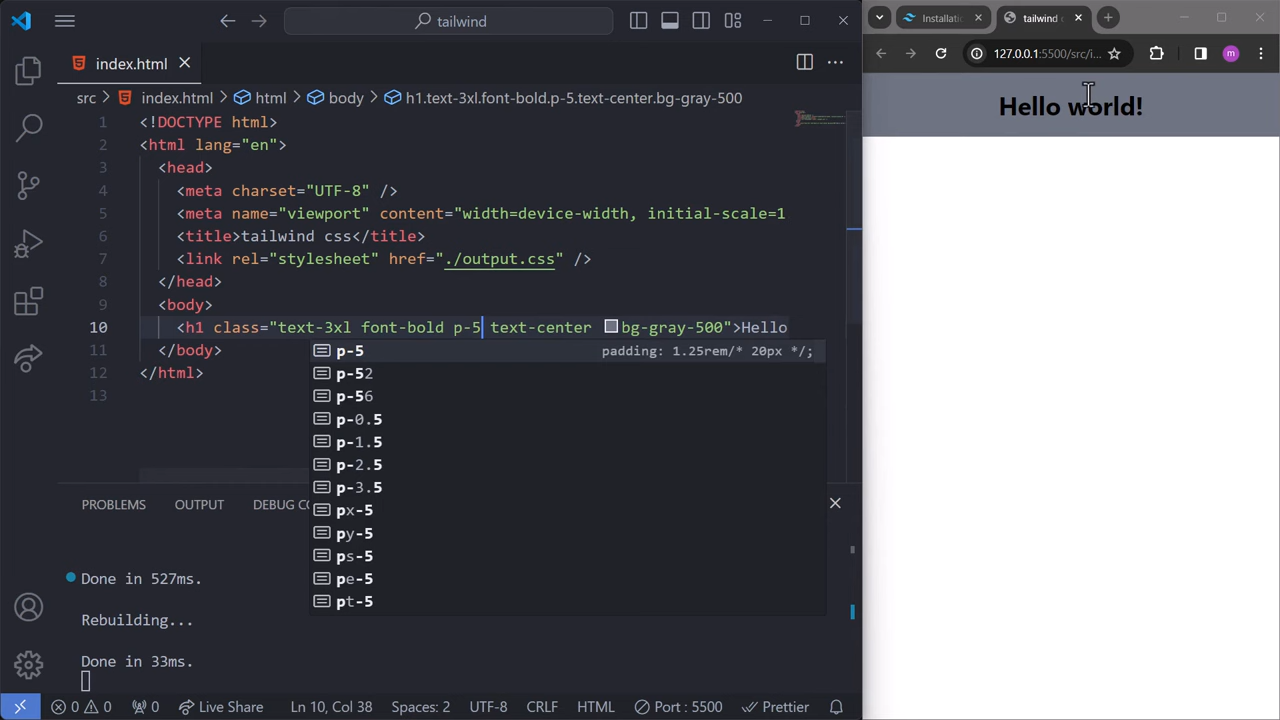 tailwind
index.html
src > index.html > html > body > h1.text-3xl.font-bold.p-5.text-center.bg-gray-500
1 <!DOCTYPE html>
2 <html lang="en">
3 <head>
4 <meta charset="UTF-8" />
5 <meta name="viewport" content="width=device-width, initial-scale=1
6 <title>tailwind css</title>
7 <link rel="stylesheet" href="./output.css" />
8 </head>
9 <body>
10 <h1 class="text-3xl font-bold p-5 text-center bg-gray-500">Hello
11 </body>
12 </html>
13
p-5 padding: 1.25rem/* 20px */;
p-52
p-56
p-0.5
p-1.5
p-2.5
p-3.5
px-5
py-5
ps-5
pe-5
pt-5
PROBLEMS OUTPUT DEBUG CO
Done in 527ms.
Rebuilding...
Done in 33ms.
0 0 0 Live Share Ln 10, Col 38 Spaces: 2 UTF-8 CRLF HTML Port : 5500 Prettier
Installati tailwind c
127.0.0.1:5500/src/i... m
Hello world!